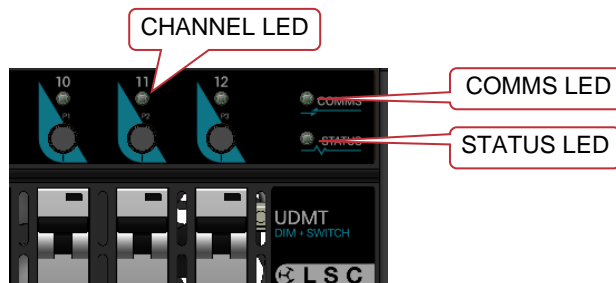 CHANNEL LED
10 11 12
COMMS LED
P1 P2 P3
COMMS
STATUS
STATUS LED
UDMT
DIM + SWITCH
LSC